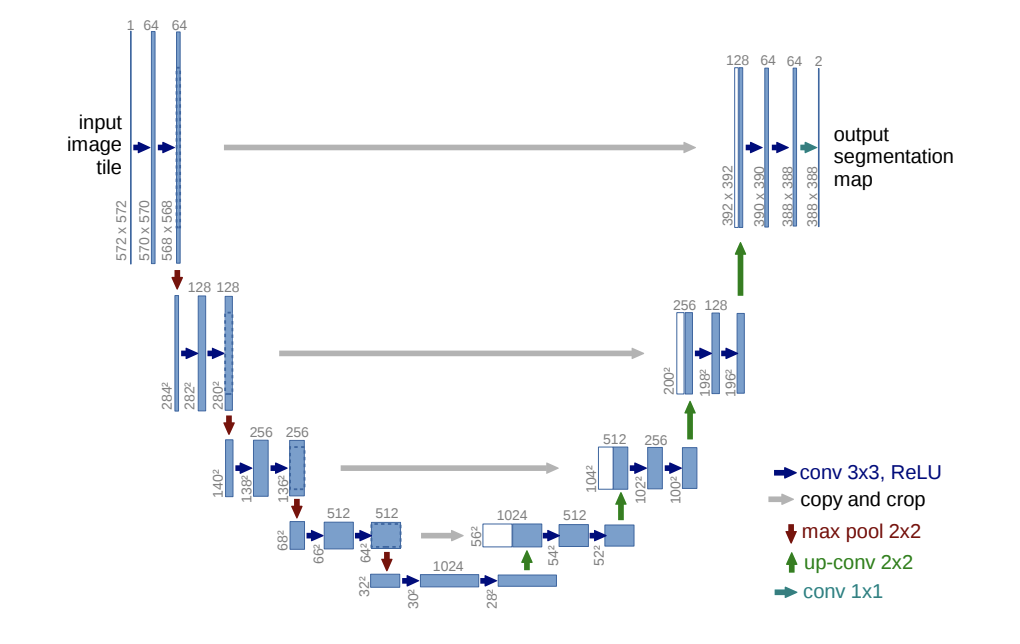 1 64 64
128 64 64 2
input
image
tile
output
segmentation
map
572 x 572
570 x 570
568 x 568
392 x 392
390 x 390
388 x 388
388 x 388
128 128
256 128
284²
282²
280²
200²
198²
196²
256 256
512 256
140²
138²
136²
104²
102²
100²
512 512
1024 512
68²
66²
64²
56²
54²
52²
1024
32²
30²
28²
conv 3x3, ReLU
copy and crop
max pool 2x2
up-conv 2x2
conv 1x1